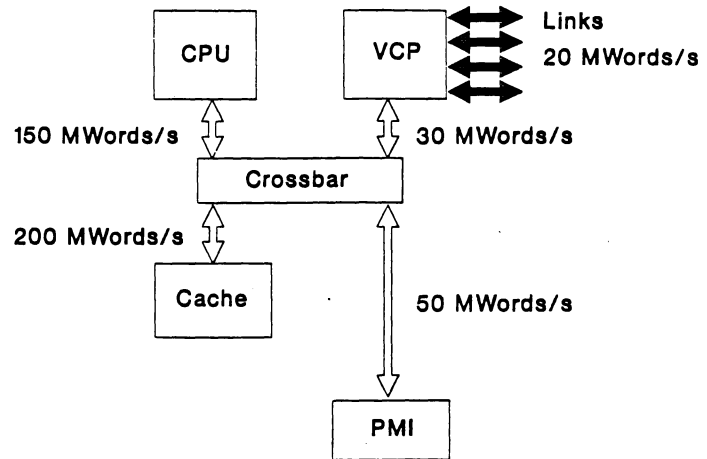 Links
CPU
VCP
20 MWords/s
150 MWords/s
30 MWords/s
Crossbar
200 MWords/s
Cache
50 MWords/s
PMI